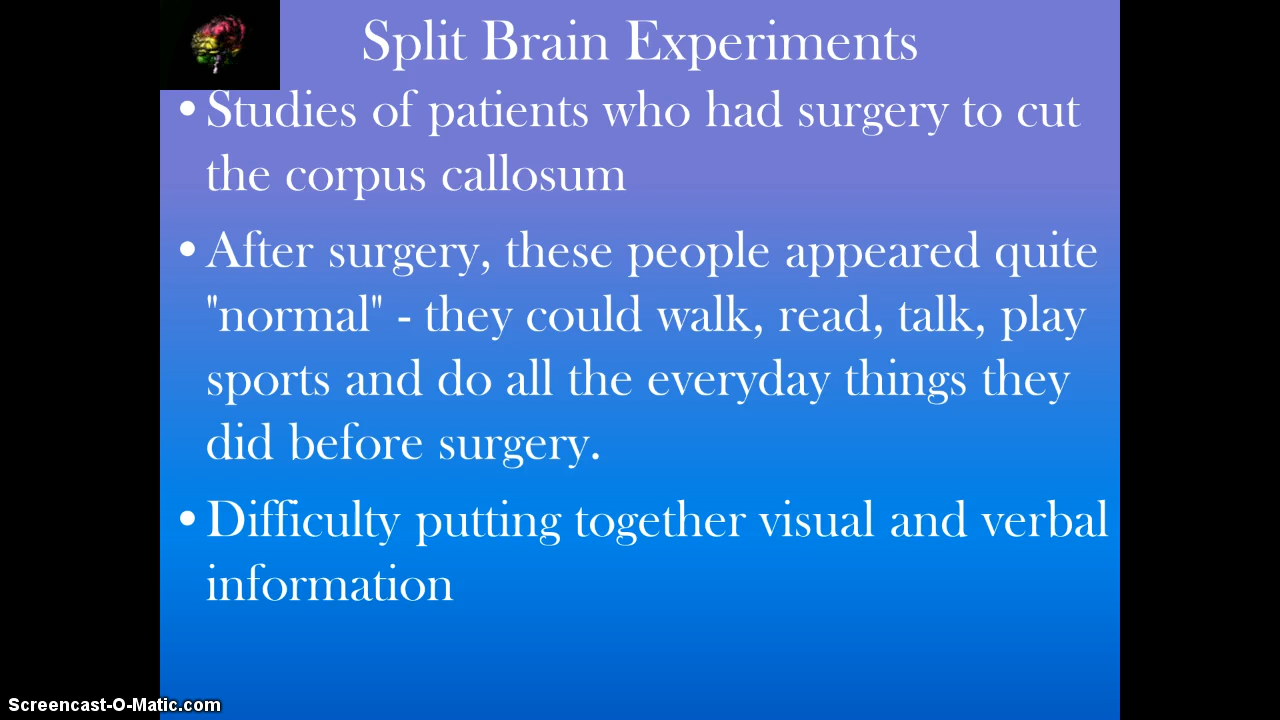 Split Brain Experiments
• Studies of patients who had surgery to cut
the corpus callosum
• After surgery, these people appeared quite
"normal" - they could walk, read, talk, play
sports and do all the everyday things they
did before surgery.
• Difficulty putting together visual and verbal
information
Screencast-O-Matic.com